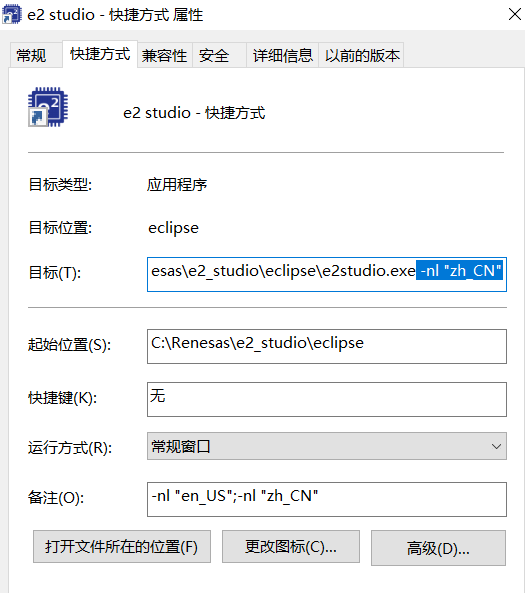 e2 studio - 快捷方式 属性
常规 快捷方式 兼容性 安全 详细信息 以前的版本
e2 studio - 快捷方式
目标类型: 应用程序
目标位置: eclipse
目标(T): esas\e2_studio\eclipse\e2studio.exe -nl "zh_CN"
起始位置(S): C:\Renesas\e2_studio\eclipse
快捷键(K): 无
运行方式(R): 常规窗口
备注(O): -nl "en_US";-nl "zh_CN"
打开文件所在的位置(F) 更改图标(C)... 高级(D)...